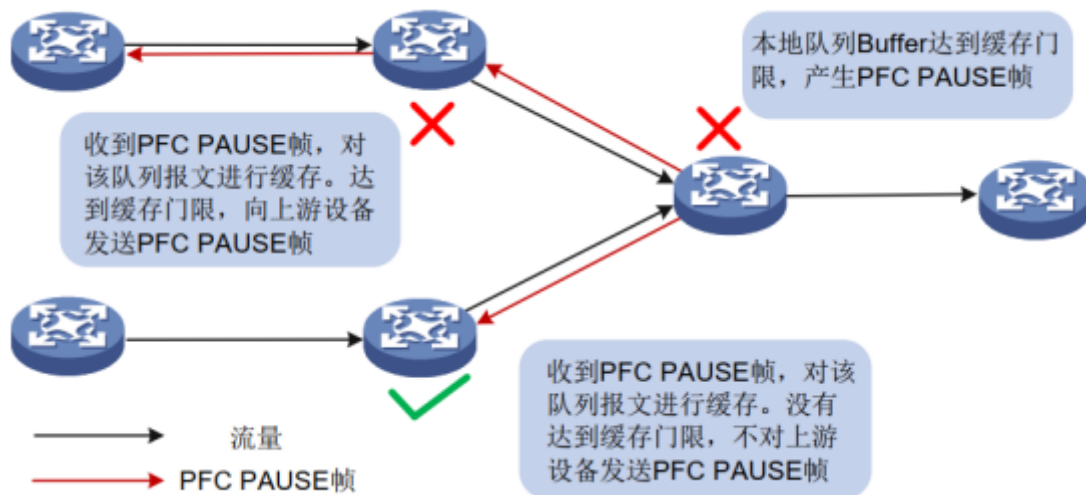 本地队列Buffer达到缓存门
限，产生PFC PAUSE帧
收到PFC PAUSE帧，对
该队列报文进行缓存。达
到缓存门限，向上游设备
发送PFC PAUSE帧
收到PFC PAUSE帧，对该
队列报文进行缓存。没有
达到缓存门限，不对上游
设备发送PFC PAUSE帧
流量
PFC PAUSE帧